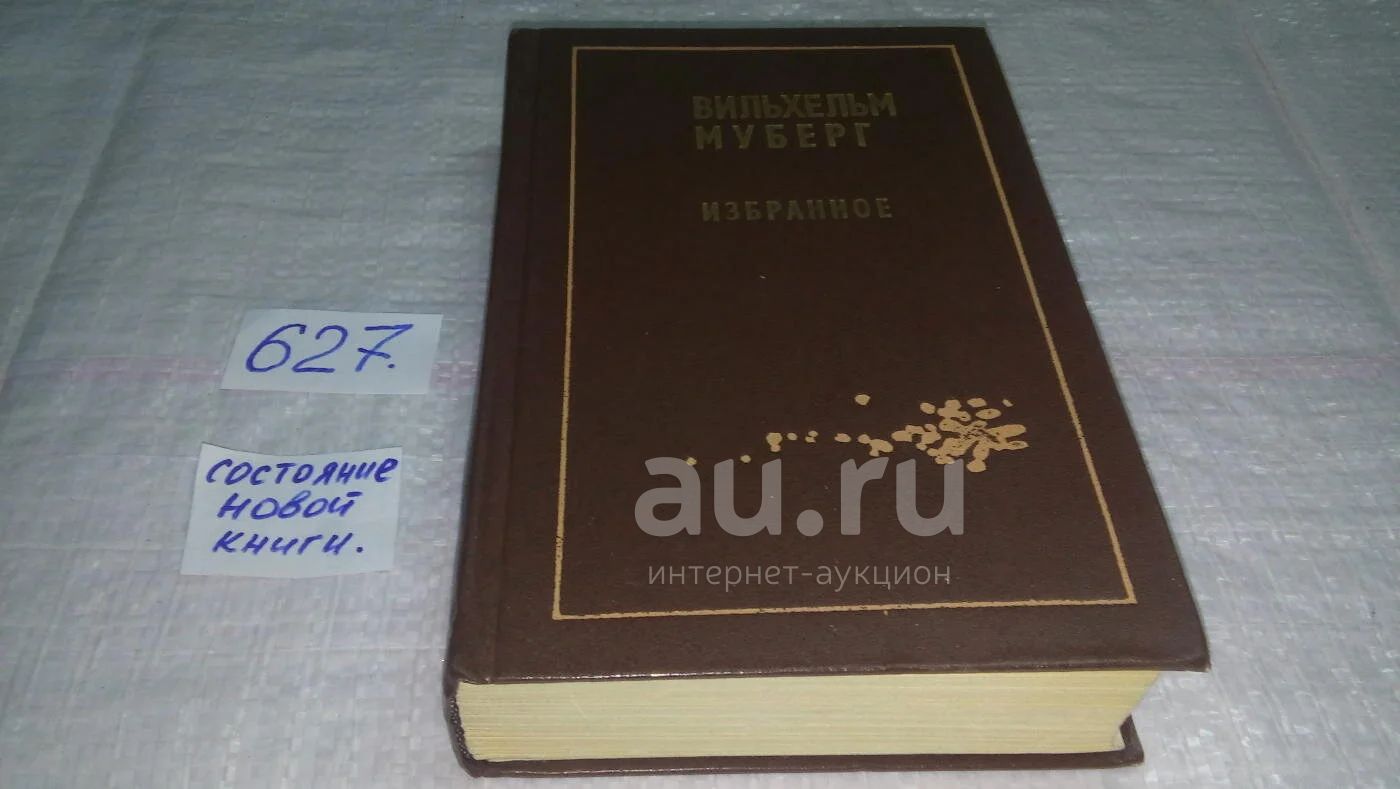 ВИЛЬХЕЛЬМ
МУБЕРГ
ИЗБРАННОЕ
627.
состояние
новой
книги.
au.ru
интернет-аукцион